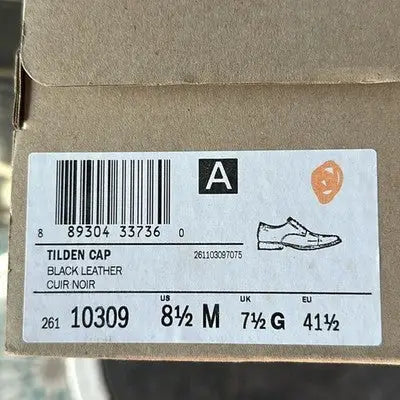 A
8 89304 33736 0
TILDEN CAP 261103097075
BLACK LEATHER
CUIR NOIR
US UK EU
261 10309 8½ M 7½ G 41½